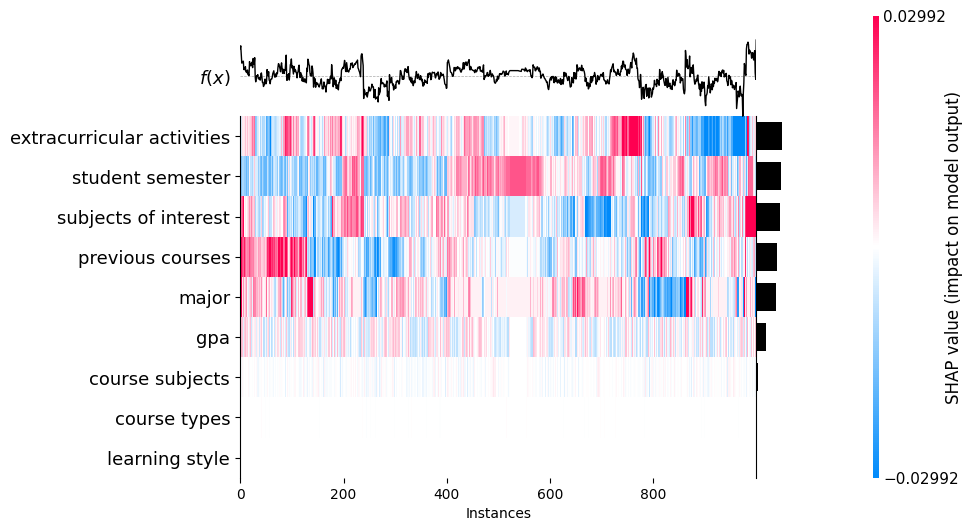 0.02992
f(x)
extracurricular activities
student semester
subjects of interest
previous courses
major
gpa
course subjects
course types
learning style
0 200 400 600 800
Instances
−0.02992
SHAP value (impact on model output)